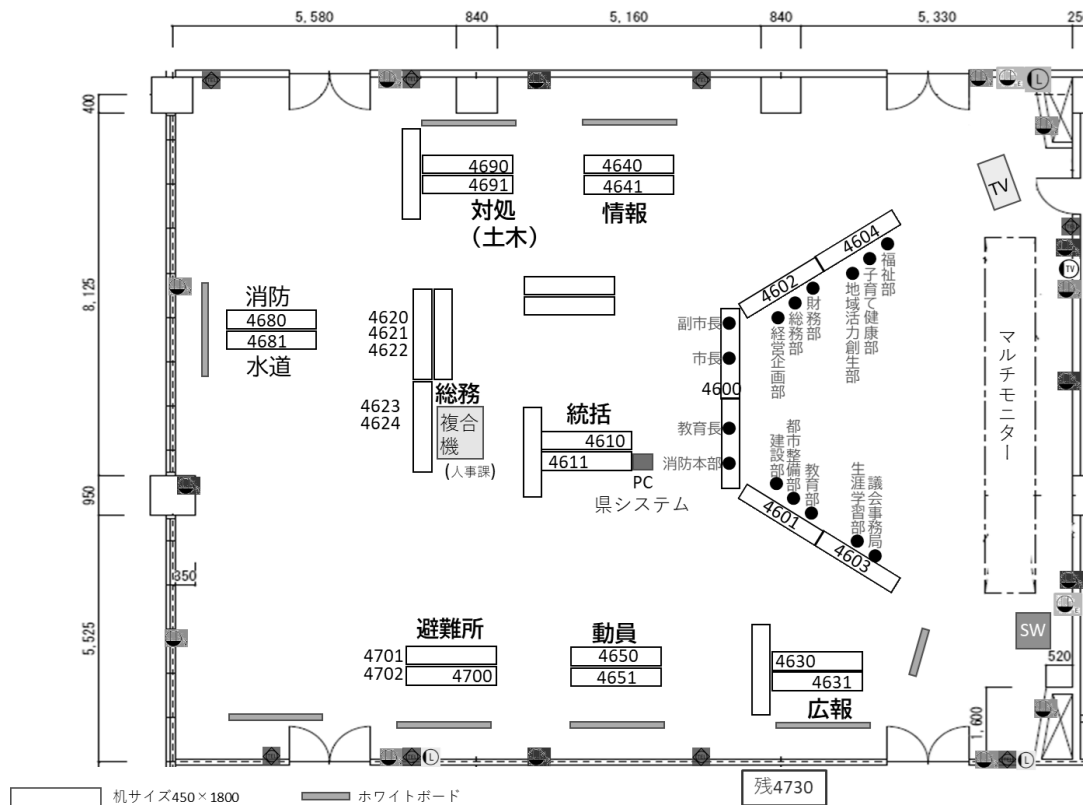 5,580
840
5,160
840
5,330
25
400
8,125
950
5,525
350
4690
4691
対処
(土木)
4640
4641
情報
TV
4604
4602
福祉部
子育て健康部
地域活力創生部
財務部
総務部
経営企画部
TV
消防
4680
4681
水道
4620
4621
4622
総務
4623
4624
複合機
(人事課)
副市長
市長
4600
教育長
消防本部
マルチモニター
統括
4610
4611
PC
県システム
都市整備部
建設部
教育部
生涯学習部
議会事務局
4601
4603
SW
520
1,600
避難所
4701
4702
4700
動員
4650
4651
4630
4631
広報
L
L
L
机サイズ450×1800
ホワイトボード
残4730